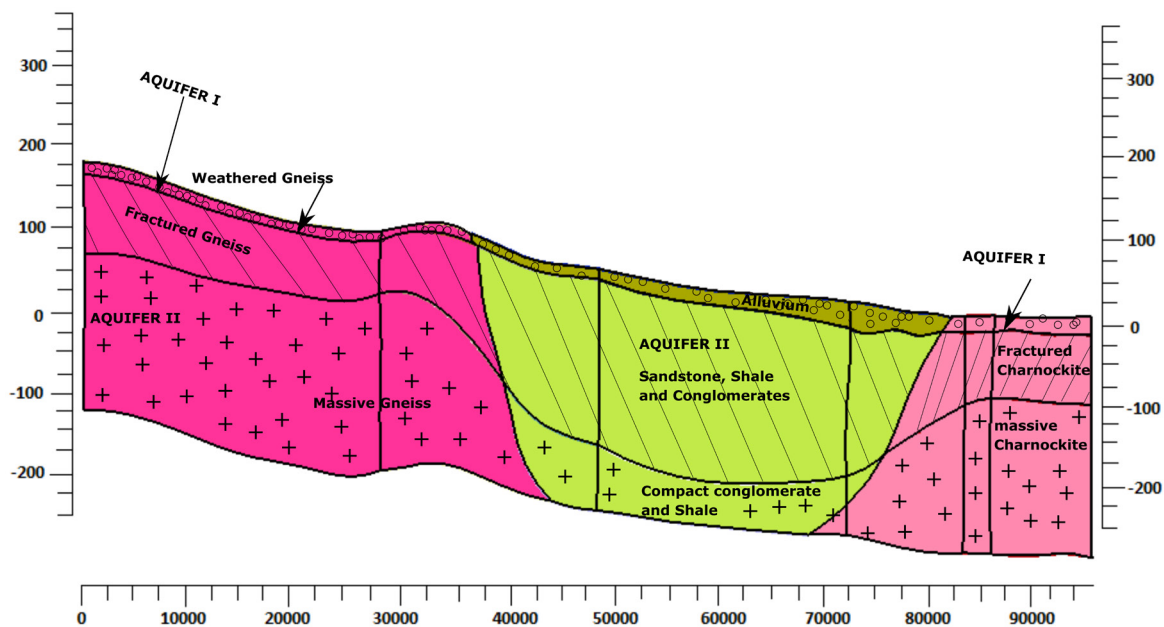 300
200
100
0
-100
-200
AQUIFER I
Weathered Gneiss
Fractured Gneiss
AQUIFER II
Massive Gneiss
Alluvium
AQUIFER II
Sandstone, Shale
and Conglomerates
Compact conglomerate
and Shale
AQUIFER I
Fractured
Charnockite
massive
Charnockite
300
200
100
0
-100
-200
0 10000 20000 30000 40000 50000 60000 70000 80000 90000